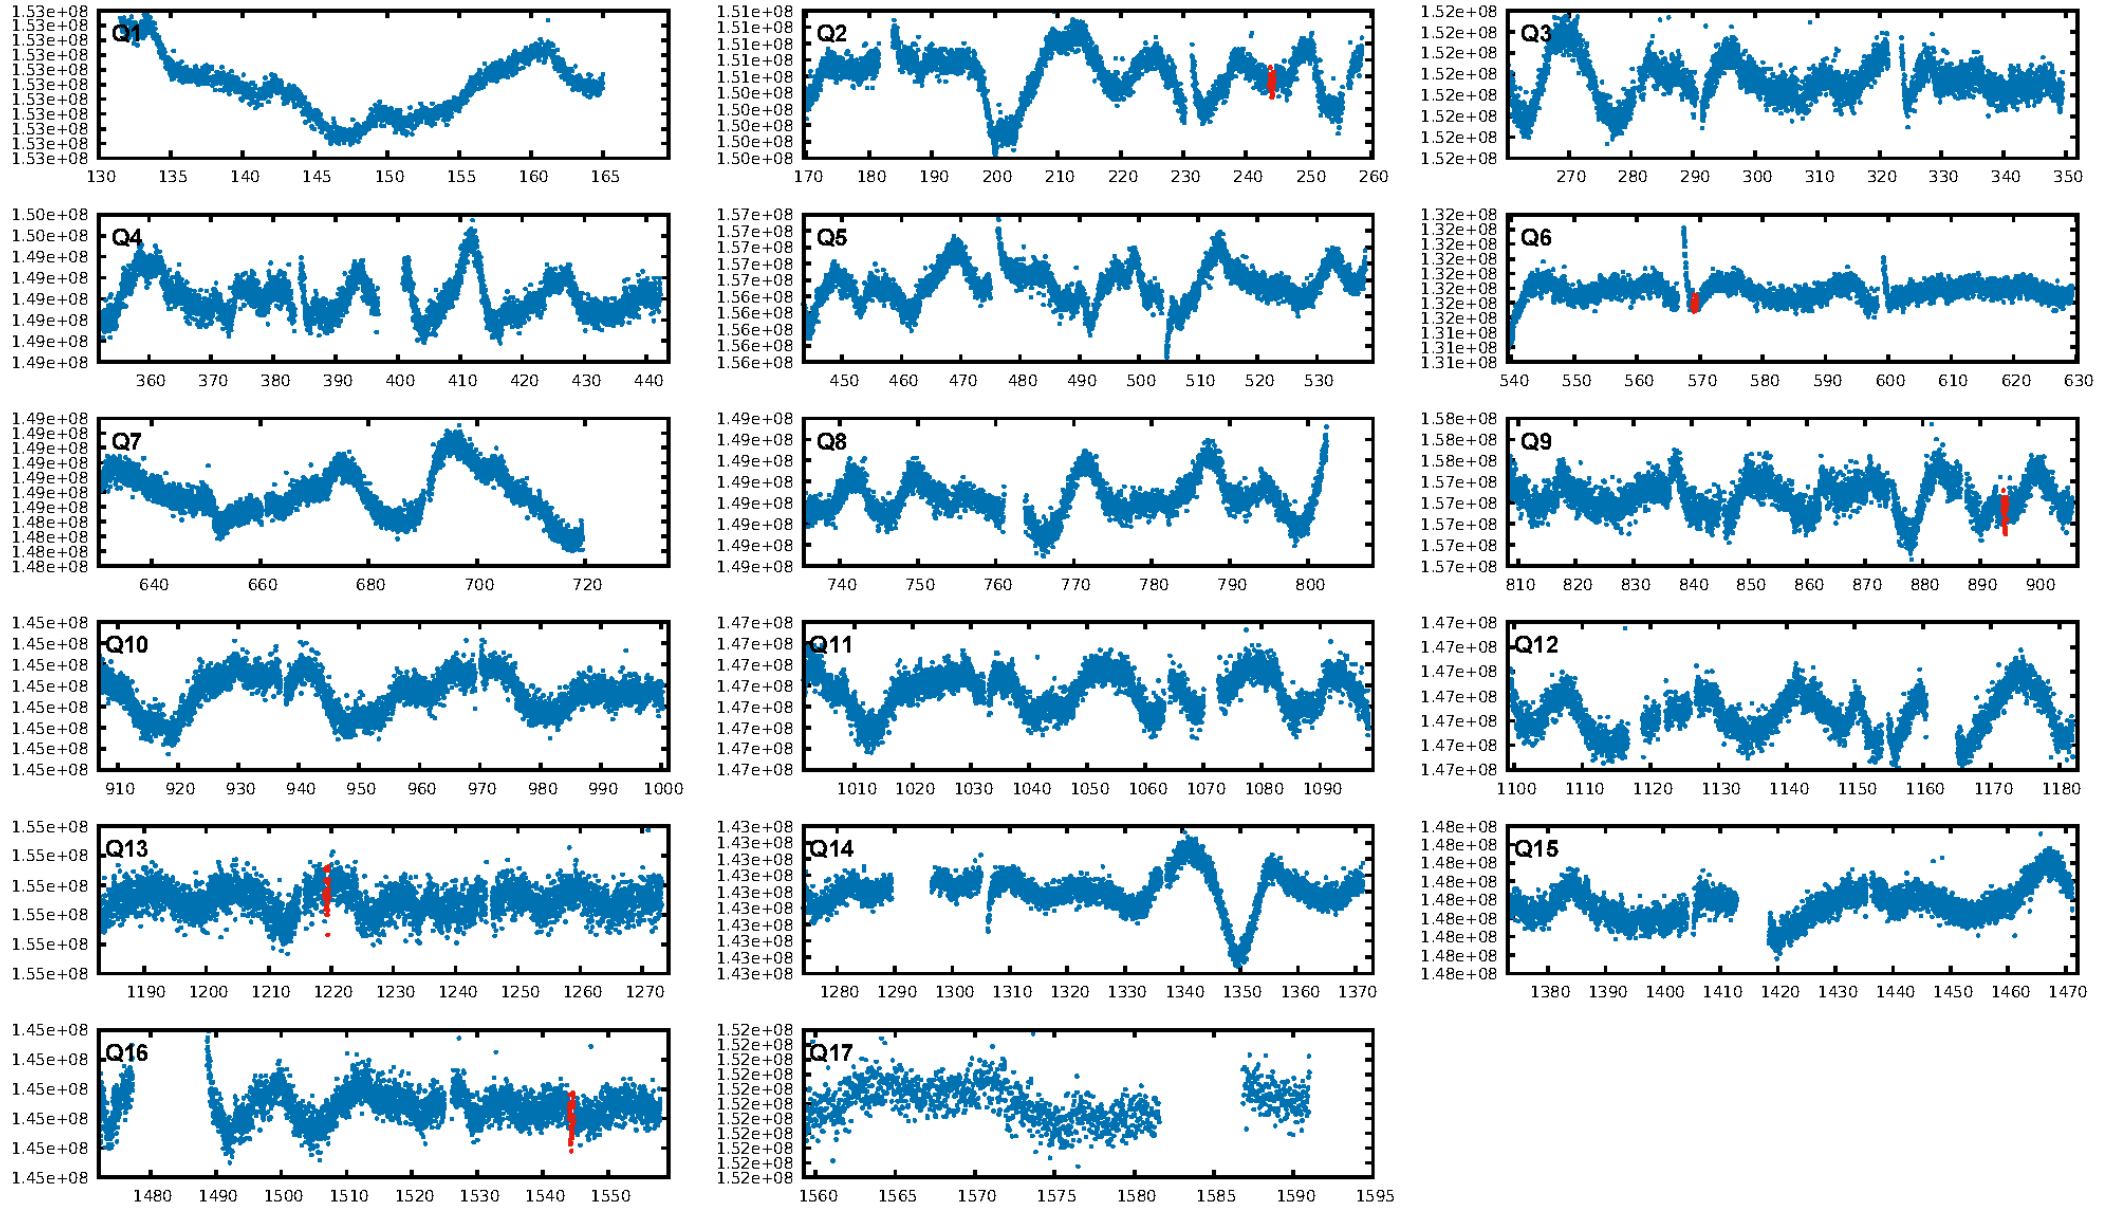 1.53e+08 1.53e+08 1.53e+08 1.53e+08 1.53e+08 1.53e+08 1.53e+08 1.53e+08 1.53e+08 1.53e+08 1.53e+08
Q1
130 135 140 145 150 155 160 165
1.51e+08 1.51e+08 1.51e+08 1.51e+08 1.51e+08 1.50e+08 1.50e+08 1.50e+08 1.50e+08 1.50e+08
Q2
170 180 190 200 210 220 230 240 250 260
1.52e+08 1.52e+08 1.52e+08 1.52e+08 1.52e+08 1.52e+08 1.52e+08 1.52e+08
Q3
270 280 290 300 310 320 330 340 350
1.50e+08 1.50e+08 1.49e+08 1.49e+08 1.49e+08 1.49e+08 1.49e+08 1.49e+08
Q4
360 370 380 390 400 410 420 430 440
1.57e+08 1.57e+08 1.57e+08 1.57e+08 1.57e+08 1.56e+08 1.56e+08 1.56e+08 1.56e+08 1.56e+08
Q5
450 460 470 480 490 500 510 520 530
1.32e+08 1.32e+08 1.32e+08 1.32e+08 1.32e+08 1.32e+08 1.32e+08 1.32e+08 1.31e+08 1.31e+08 1.31e+08
Q6
540 550 560 570 580 590 600 610 620 630
1.49e+08 1.49e+08 1.49e+08 1.49e+08 1.49e+08 1.49e+08 1.49e+08 1.48e+08 1.48e+08 1.48e+08 1.48e+08
Q7
640 660 680 700 720
1.49e+08 1.49e+08 1.49e+08 1.49e+08 1.49e+08 1.49e+08 1.49e+08 1.49e+08
Q8
740 750 760 770 780 790 800
1.58e+08 1.58e+08 1.58e+08 1.57e+08 1.57e+08 1.57e+08 1.57e+08 1.57e+08
Q9
810 820 830 840 850 860 870 880 890 900
1.45e+08 1.45e+08 1.45e+08 1.45e+08 1.45e+08 1.45e+08 1.45e+08 1.45e+08
Q10
910 920 930 940 950 960 970 980 990 1000
1.47e+08 1.47e+08 1.47e+08 1.47e+08 1.47e+08 1.47e+08 1.47e+08 1.47e+08
Q11
1010 1020 1030 1040 1050 1060 1070 1080 1090
1.47e+08 1.47e+08 1.47e+08 1.47e+08 1.47e+08 1.47e+08 1.47e+08
Q12
1100 1110 1120 1130 1140 1150 1160 1170 1180
1.55e+08 1.55e+08 1.55e+08 1.55e+08 1.55e+08 1.55e+08
Q13
1190 1200 1210 1220 1230 1240 1250 1260 1270
1.43e+08 1.43e+08 1.43e+08 1.43e+08 1.43e+08 1.43e+08 1.43e+08 1.43e+08 1.43e+08 1.43e+08
Q14
1280 1290 1300 1310 1320 1330 1340 1350 1360 1370
1.48e+08 1.48e+08 1.48e+08 1.48e+08 1.48e+08 1.48e+08 1.48e+08 1.48e+08 1.48e+08
Q15
1380 1390 1400 1410 1420 1430 1440 1450 1460 1470
1.45e+08 1.45e+08 1.45e+08 1.45e+08 1.45e+08 1.45e+08
Q16
1480 1490 1500 1510 1520 1530 1540 1550
1.52e+08 1.52e+08 1.52e+08 1.52e+08 1.52e+08 1.52e+08 1.52e+08 1.52e+08 1.52e+08 1.52e+08 1.52e+08
Q17
1560 1565 1570 1575 1580 1585 1590 1595